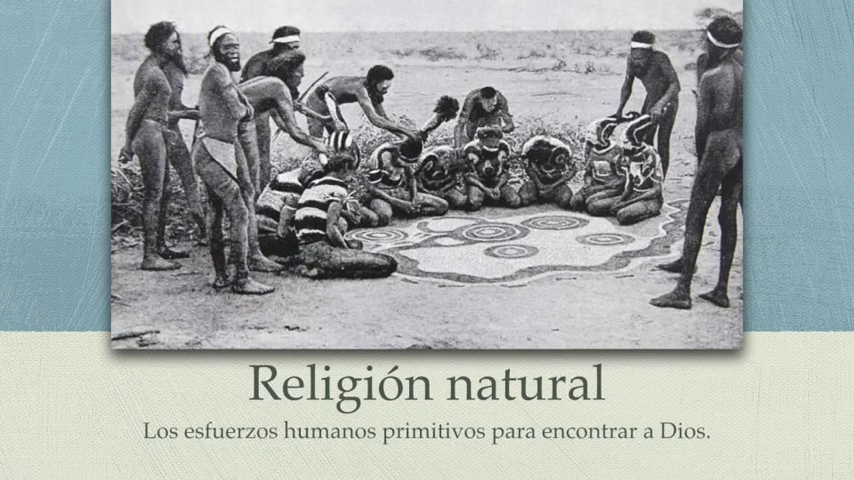 Religión natural
Los esfuerzos humanos primitivos para encontrar a Dios.